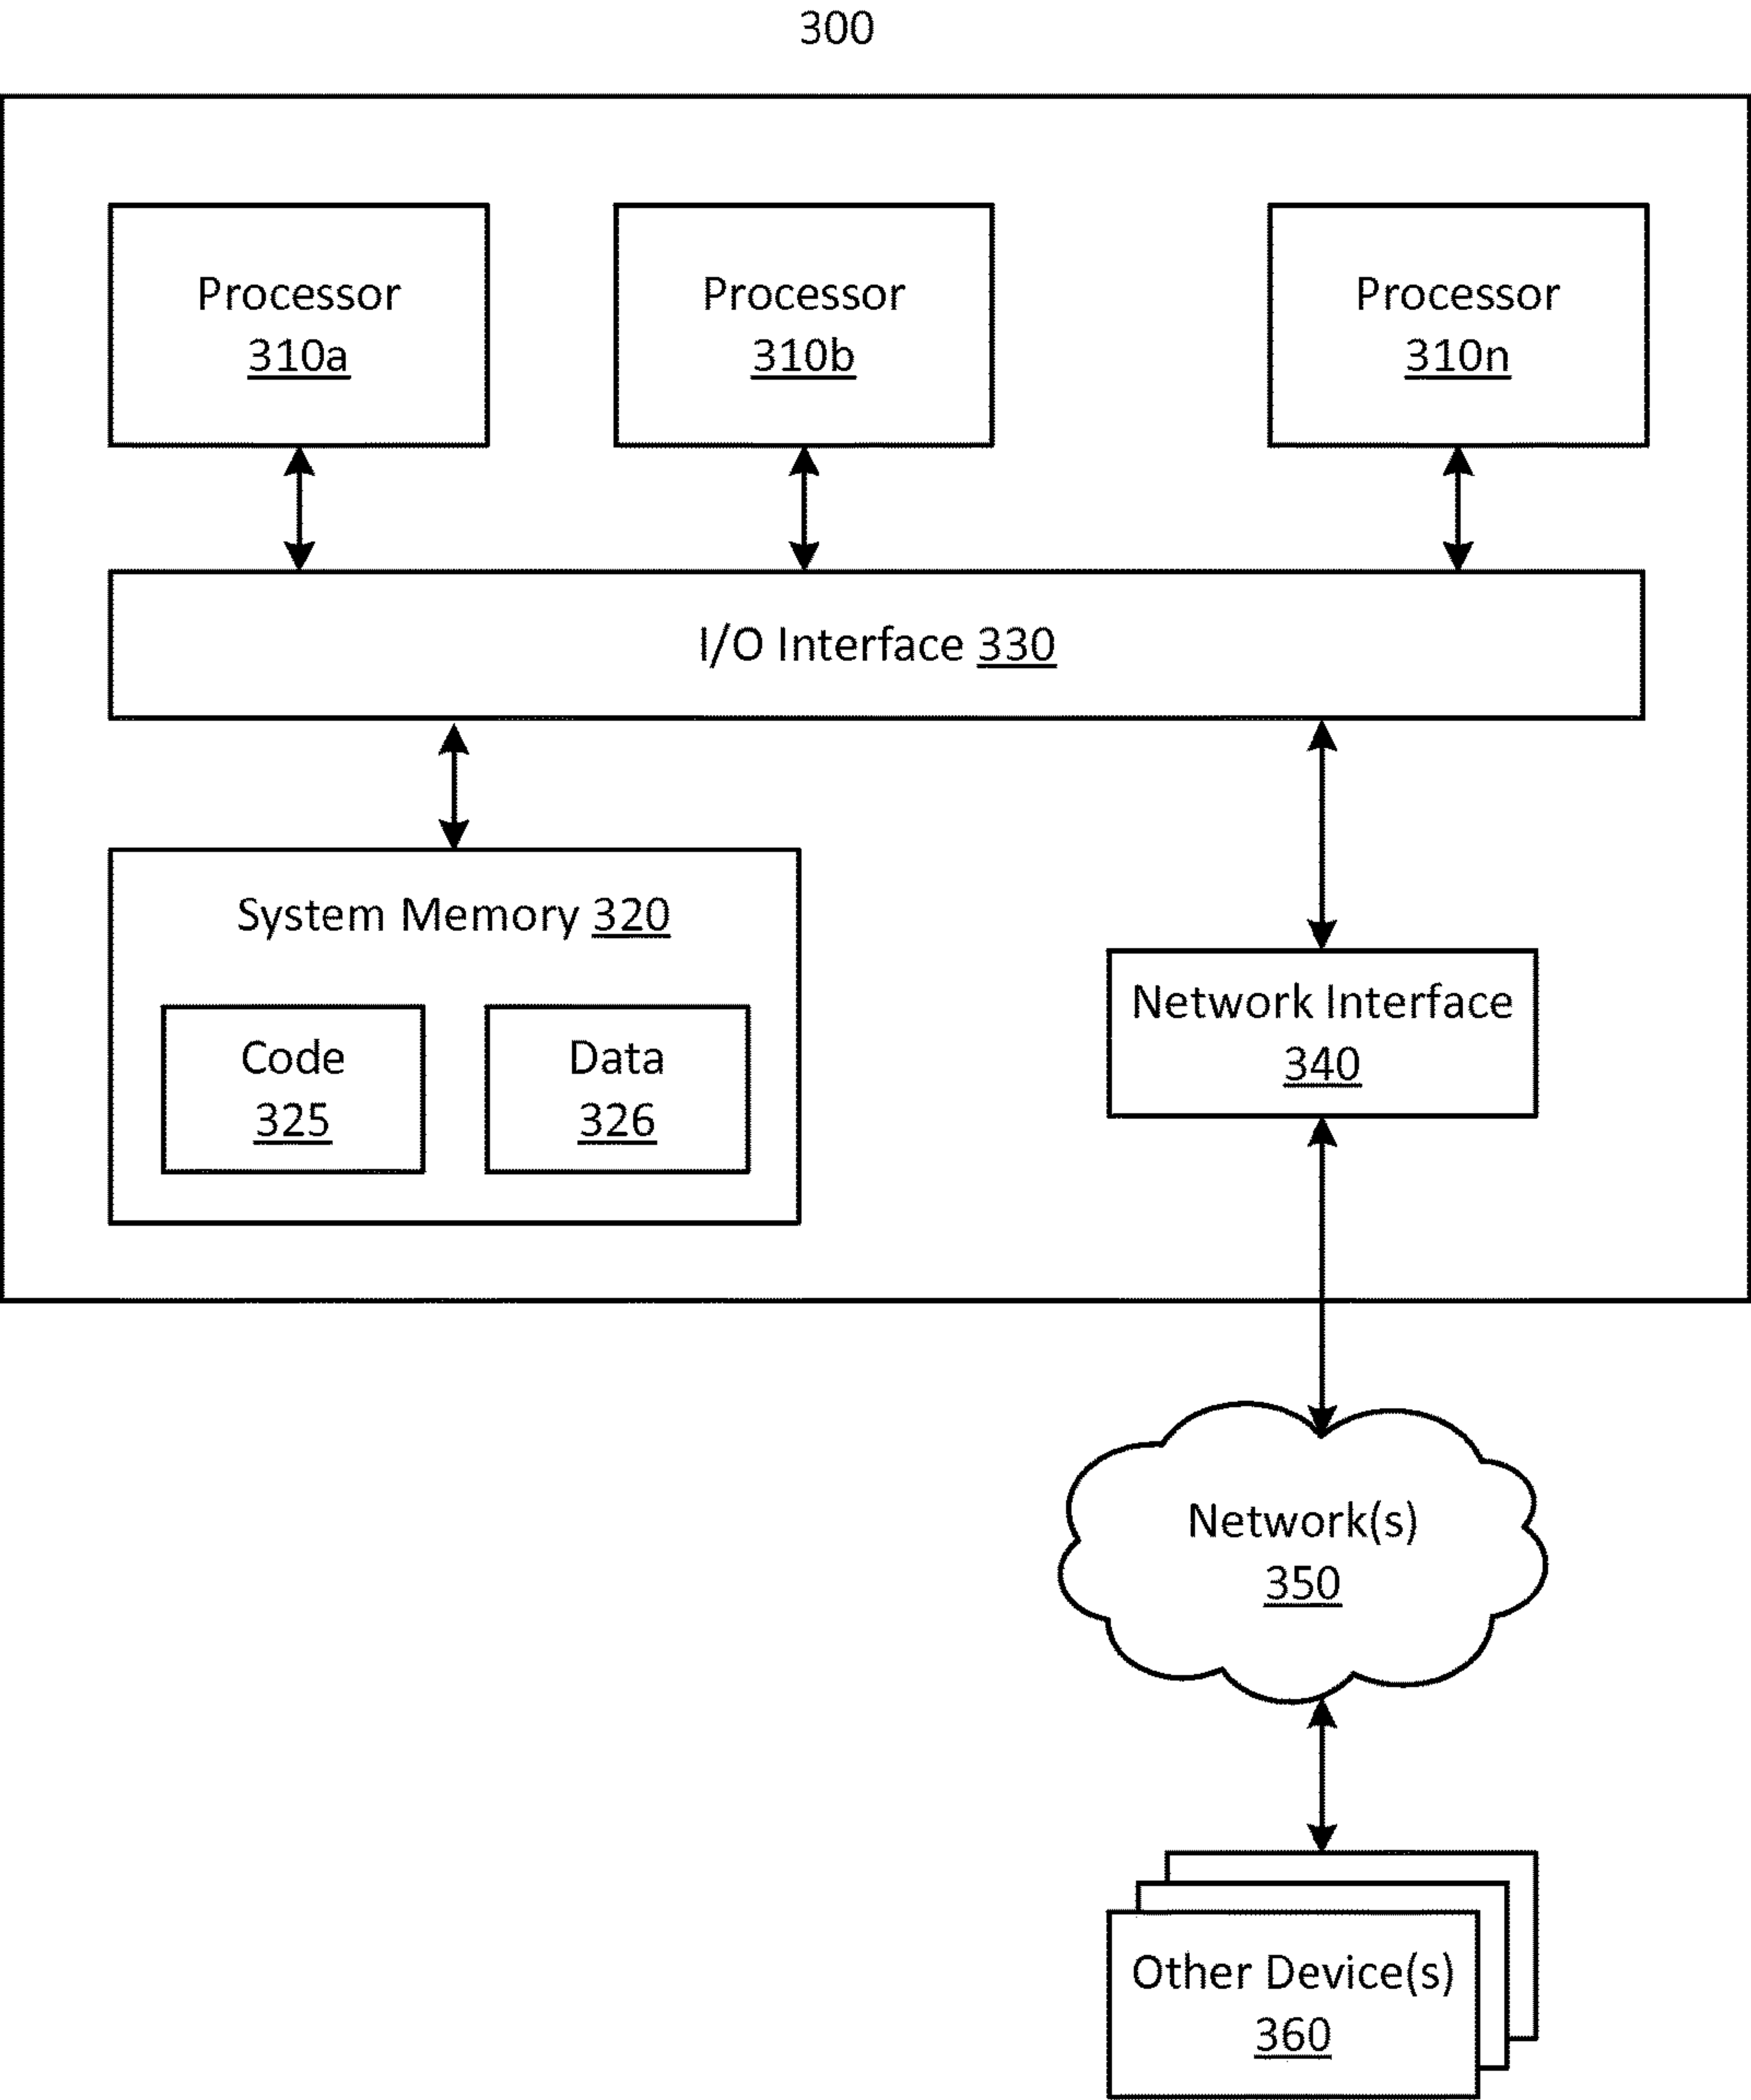 300
Processor
310a
Processor
310b
Processor
310n
I/O Interface 330
System Memory 320
Code
325
Data
326
Network Interface
340
Network(s)
350
Other Device(s)
360